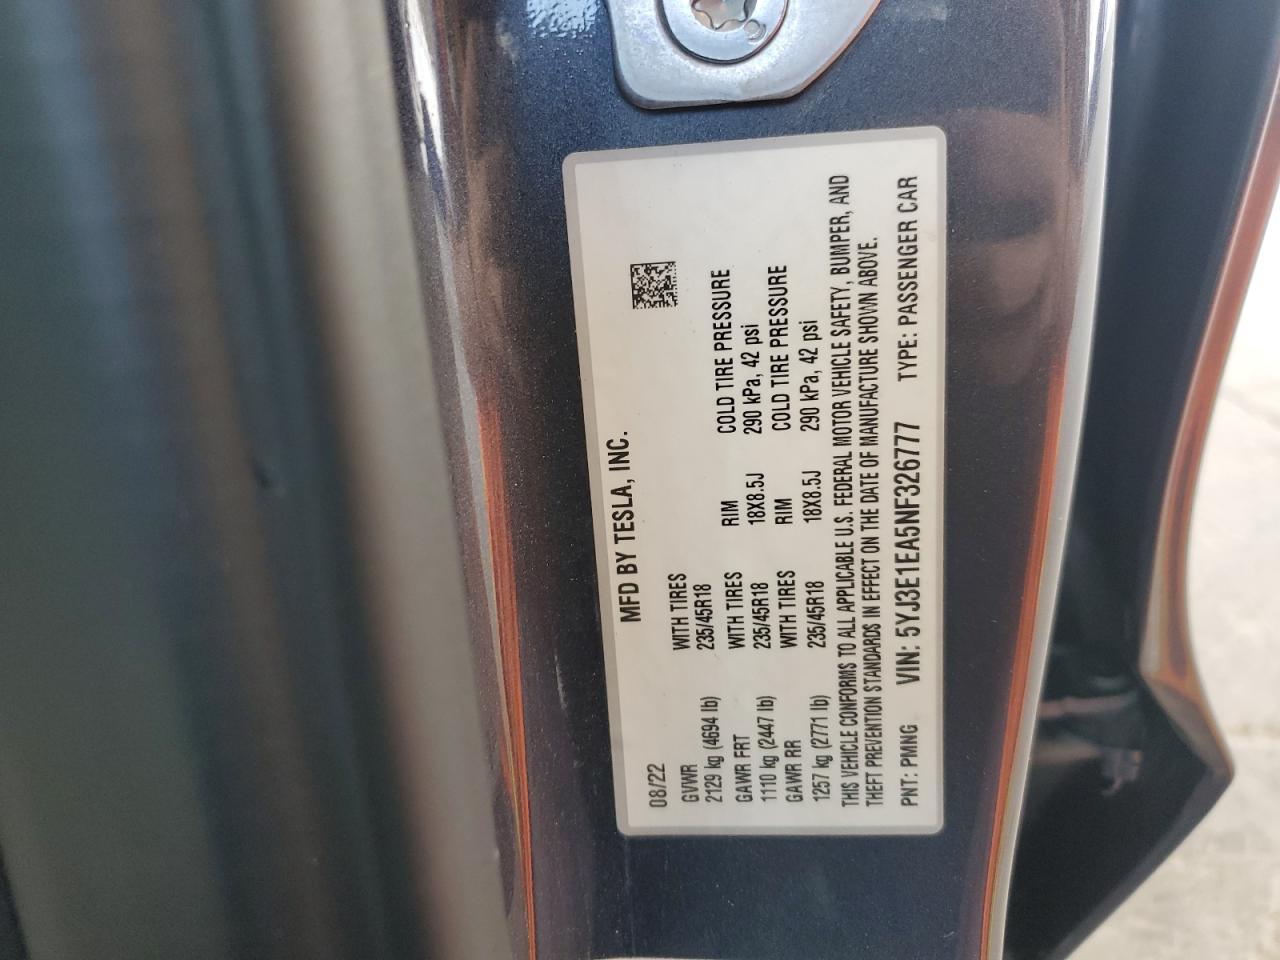 MFD BY TESLA, INC.
08/22
GVWR WITH TIRES
2129 kg (4694 lb) 235/45R18
GAWR FRT WITH TIRES RIM COLD TIRE PRESSURE
1110 kg (2447 lb) 235/45R18 18X8.5J 290 kPa, 42 psi
GAWR RR WITH TIRES RIM COLD TIRE PRESSURE
1257 kg (2771 lb) 235/45R18 18X8.5J 290 kPa, 42 psi
THIS VEHICLE CONFORMS TO ALL APPLICABLE U.S. FEDERAL MOTOR VEHICLE SAFETY, BUMPER, AND
THEFT PREVENTION STANDARDS IN EFFECT ON THE DATE OF MANUFACTURE SHOWN ABOVE.
PNT: PMNG VIN: 5YJ3E1EA5NF326777 TYPE: PASSENGER CAR